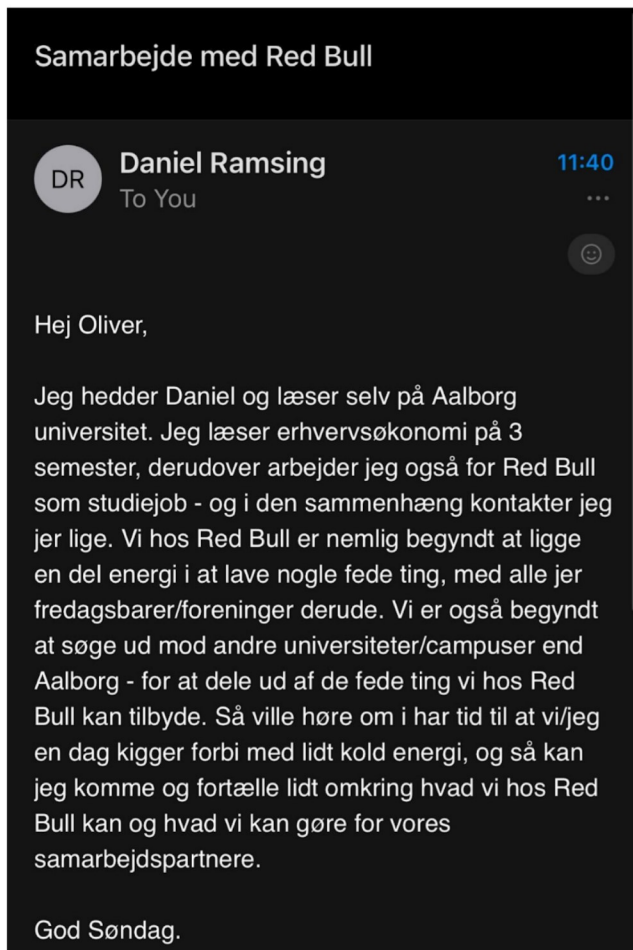 Samarbejde med Red Bull
DR
Daniel Ramsing
11:40
To You
Hej Oliver,
Jeg hedder Daniel og læser selv på Aalborg
universitet. Jeg læser erhvervsøkonomi på 3
semester, derudover arbejder jeg også for Red Bull
som studiejob - og i den sammenhæng kontakter jeg
jer lige. Vi hos Red Bull er nemlig begyndt at ligge
en del energi i at lave nogle fede ting, med alle jer
fredagsbarer/foreninger derude. Vi er også begyndt
at søge ud mod andre universiteter/campuser end
Aalborg - for at dele ud af de fede ting vi hos Red
Bull kan tilbyde. Så ville høre om i har tid til at vi/jeg
en dag kigger forbi med lidt kold energi, og så kan
jeg komme og fortælle lidt omkring hvad vi hos Red
Bull kan og hvad vi kan gøre for vores
samarbejdspartnere.
God Søndag.